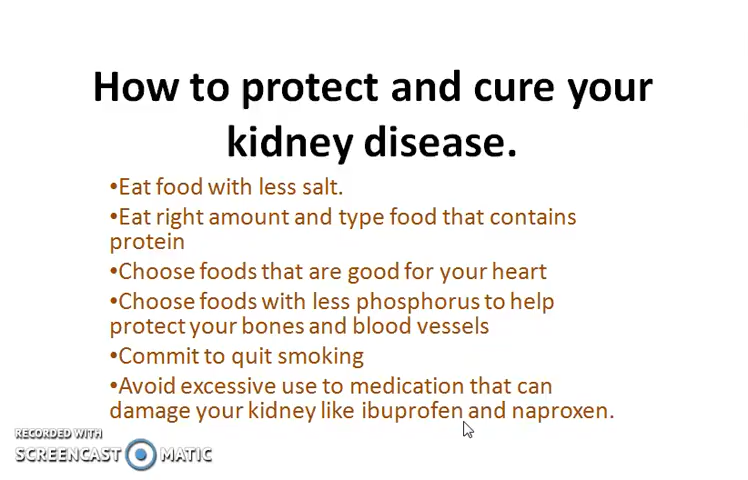 How to protect and cure your
kidney disease.
•Eat food with less salt.
•Eat right amount and type food that contains
protein
•Choose foods that are good for your heart
•Choose foods with less phosphorus to help
protect your bones and blood vessels
•Commit to quit smoking
•Avoid excessive use to medication that can
damage your kidney like ibuprofen and naproxen.
RECORDED WITH
SCREENCAST MATIC